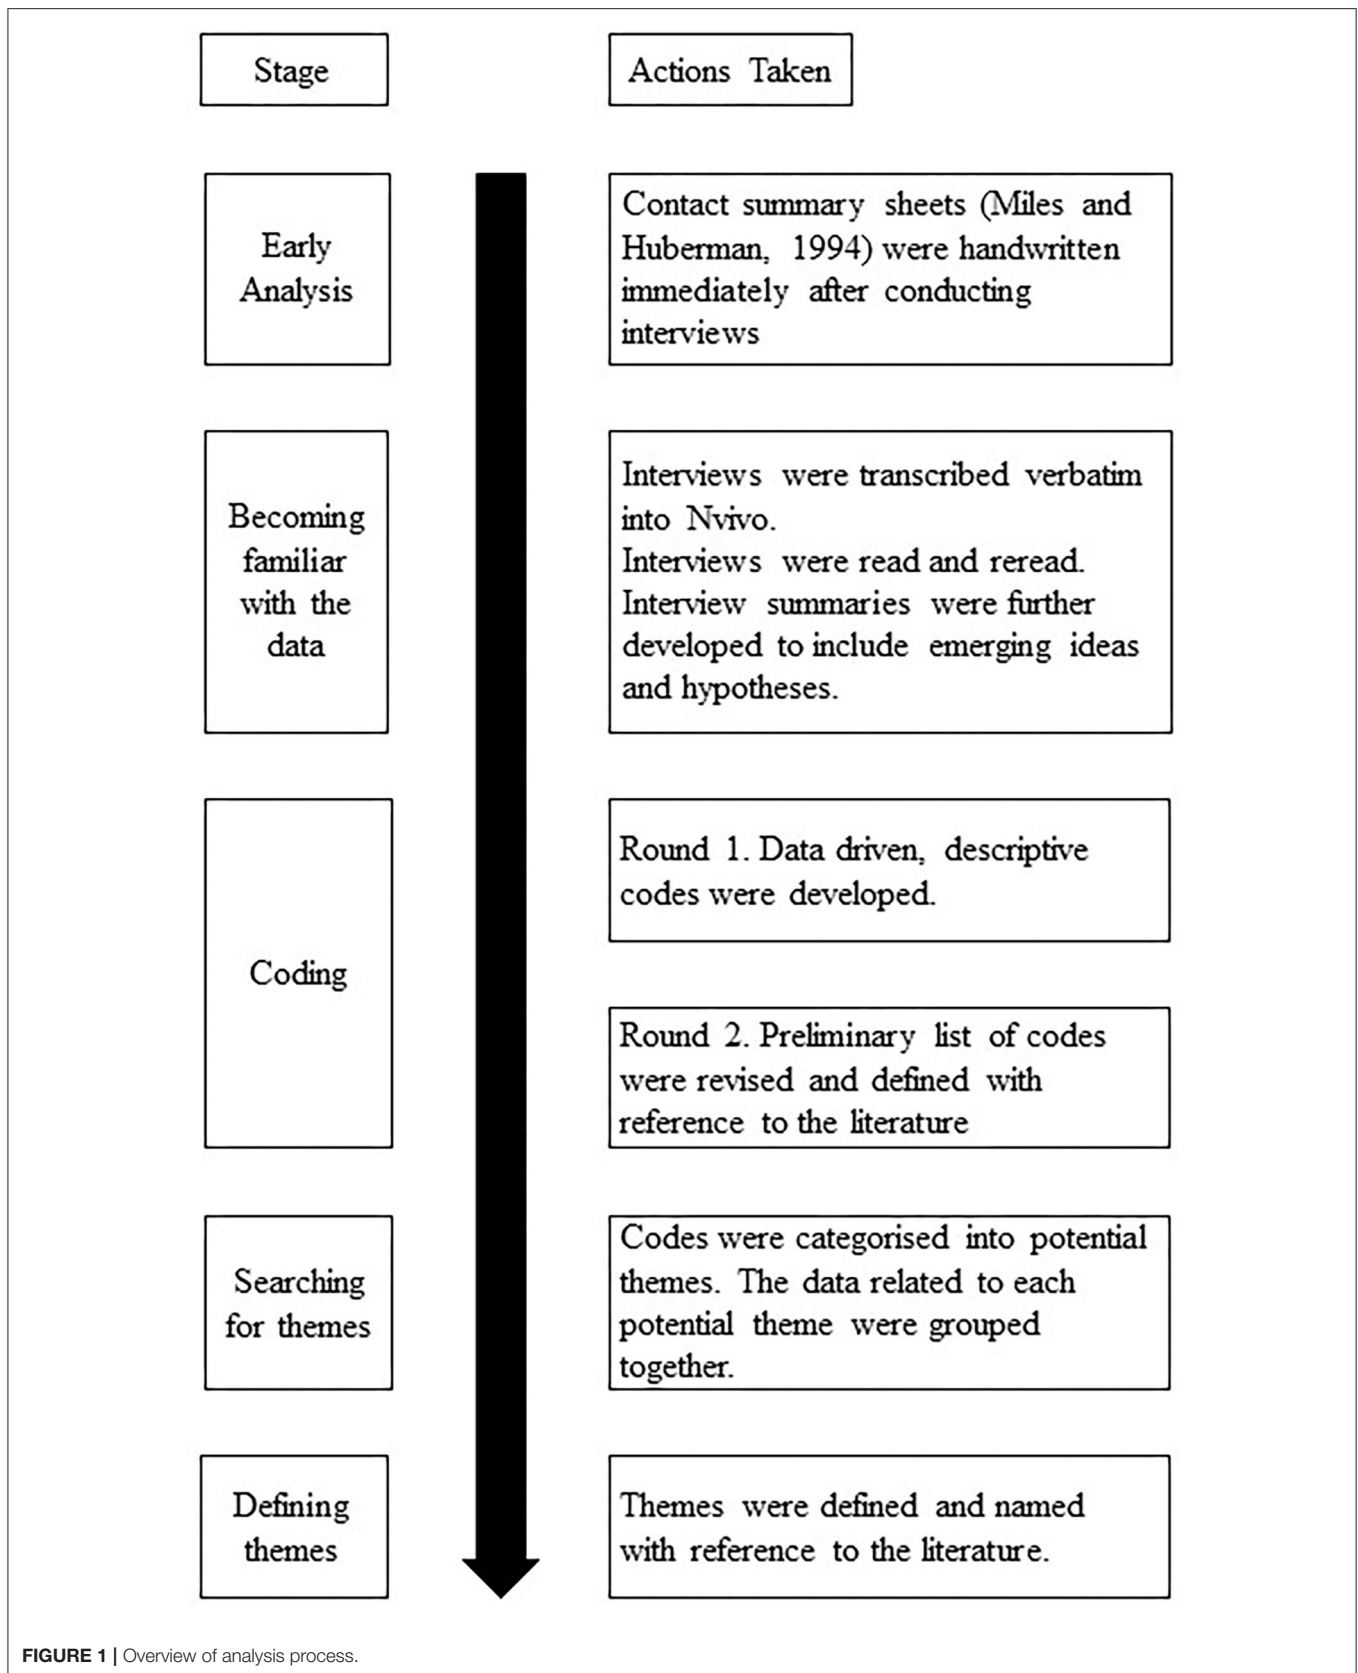 Stage
Actions Taken
Early
Analysis
Contact summary sheets (Miles and
Huberman, 1994) were handwritten
immediately after conducting
interviews
Becoming
familiar
with the
data
Interviews were transcribed verbatim
into Nvivo.
Interviews were read and reread.
Interview summaries were further
developed to include emerging ideas
and hypotheses.
Coding
Round 1. Data driven, descriptive
codes were developed.
Round 2. Preliminary list of codes
were revised and defined with
reference to the literature
Searching
for themes
Codes were categorised into potential
themes. The data related to each
potential theme were grouped
together.
Defining
themes
Themes were defined and named
with reference to the literature.
FIGURE 1 | Overview of analysis process.